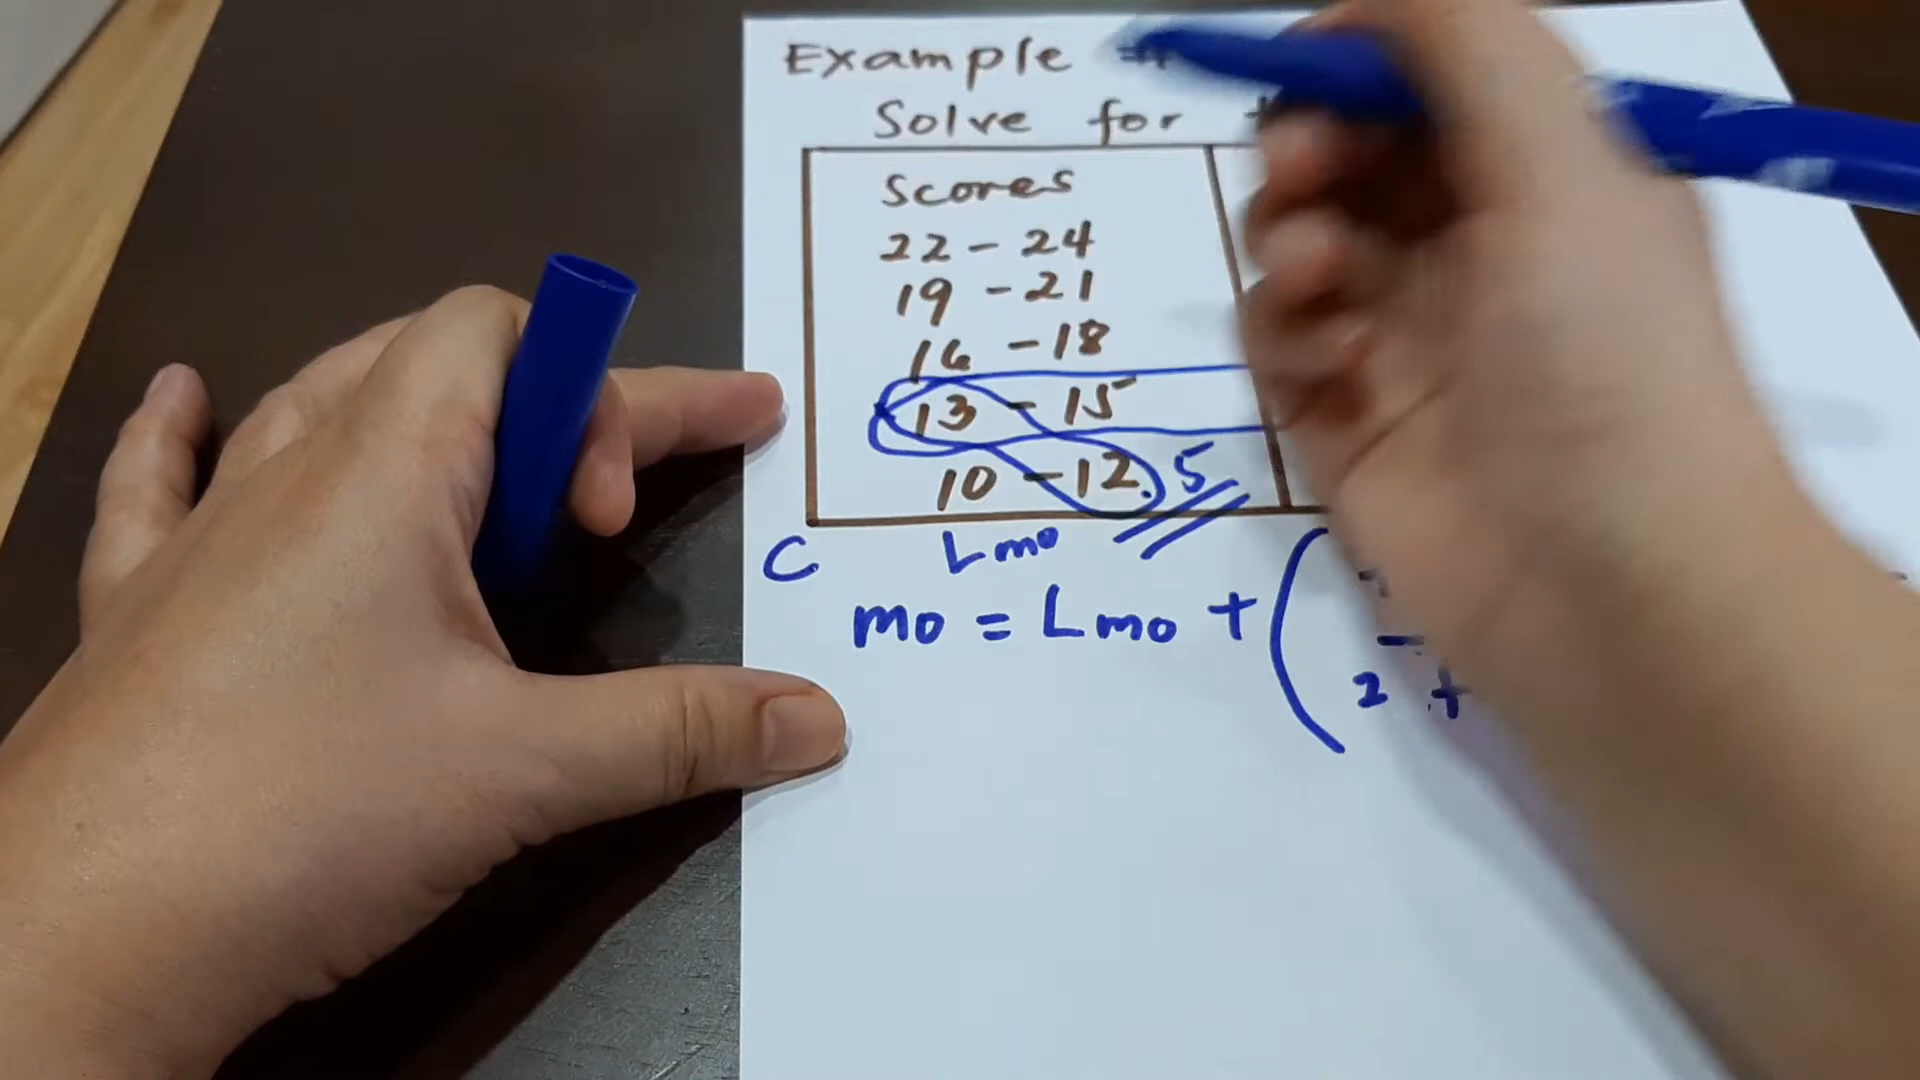 Example #
Solve for
Scores
22 - 24
19 - 21
16 - 18
13 - 15
10 - 12.5
C Lmo
mo = Lmo + (
2 +